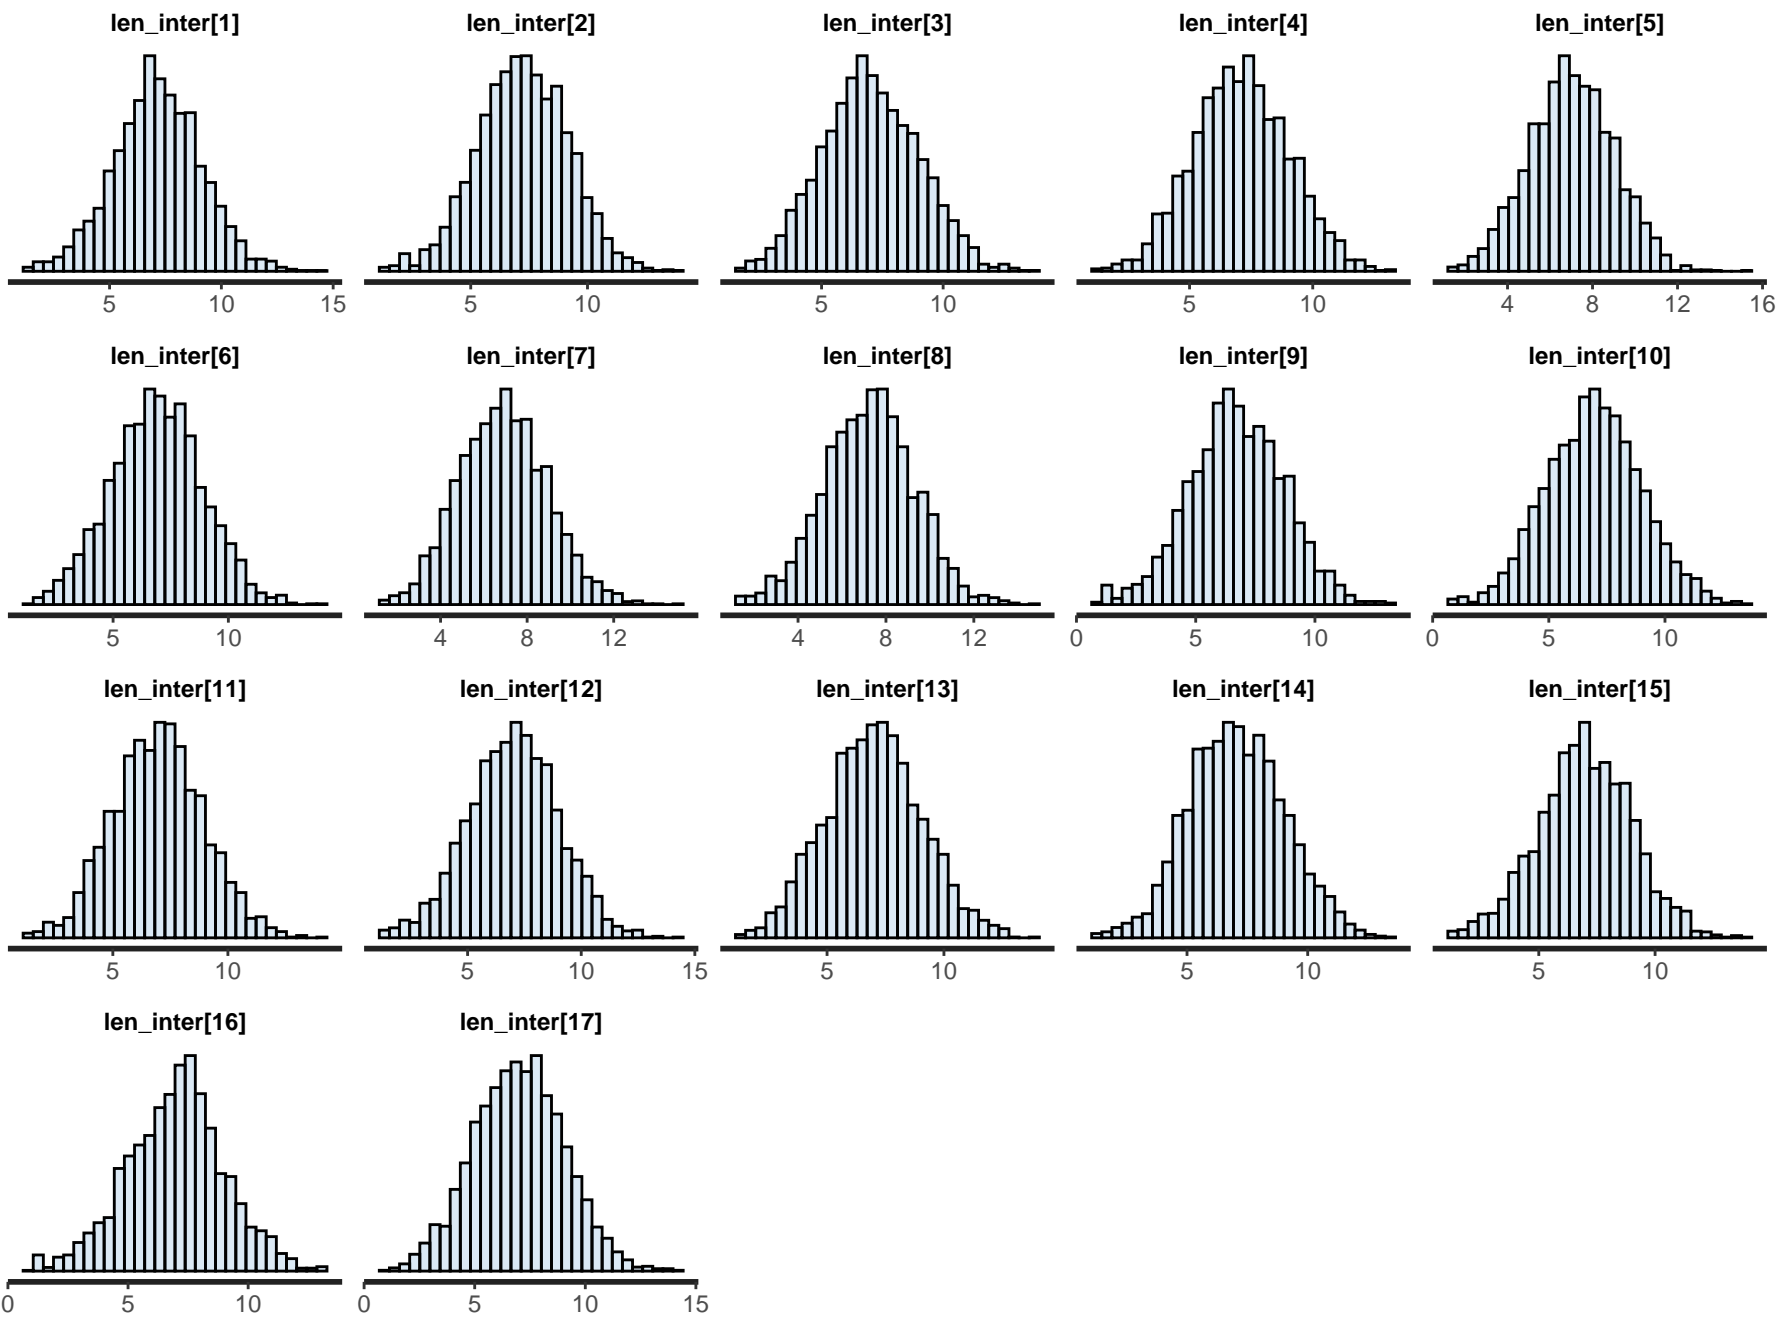 len_inter[1] len_inter[2] len_inter[3] len_inter[4] len_inter[5]
5 10 15 5 10 5 10 5 10 4 8 12 16
len_inter[6] len_inter[7] len_inter[8] len_inter[9] len_inter[10]
5 10 4 8 12 4 8 12 0 5 10 0 5 10
len_inter[11] len_inter[12] len_inter[13] len_inter[14] len_inter[15]
5 10 5 10 15 5 10 5 10 5 10
len_inter[16] len_inter[17]
0 5 10 0 5 10 15